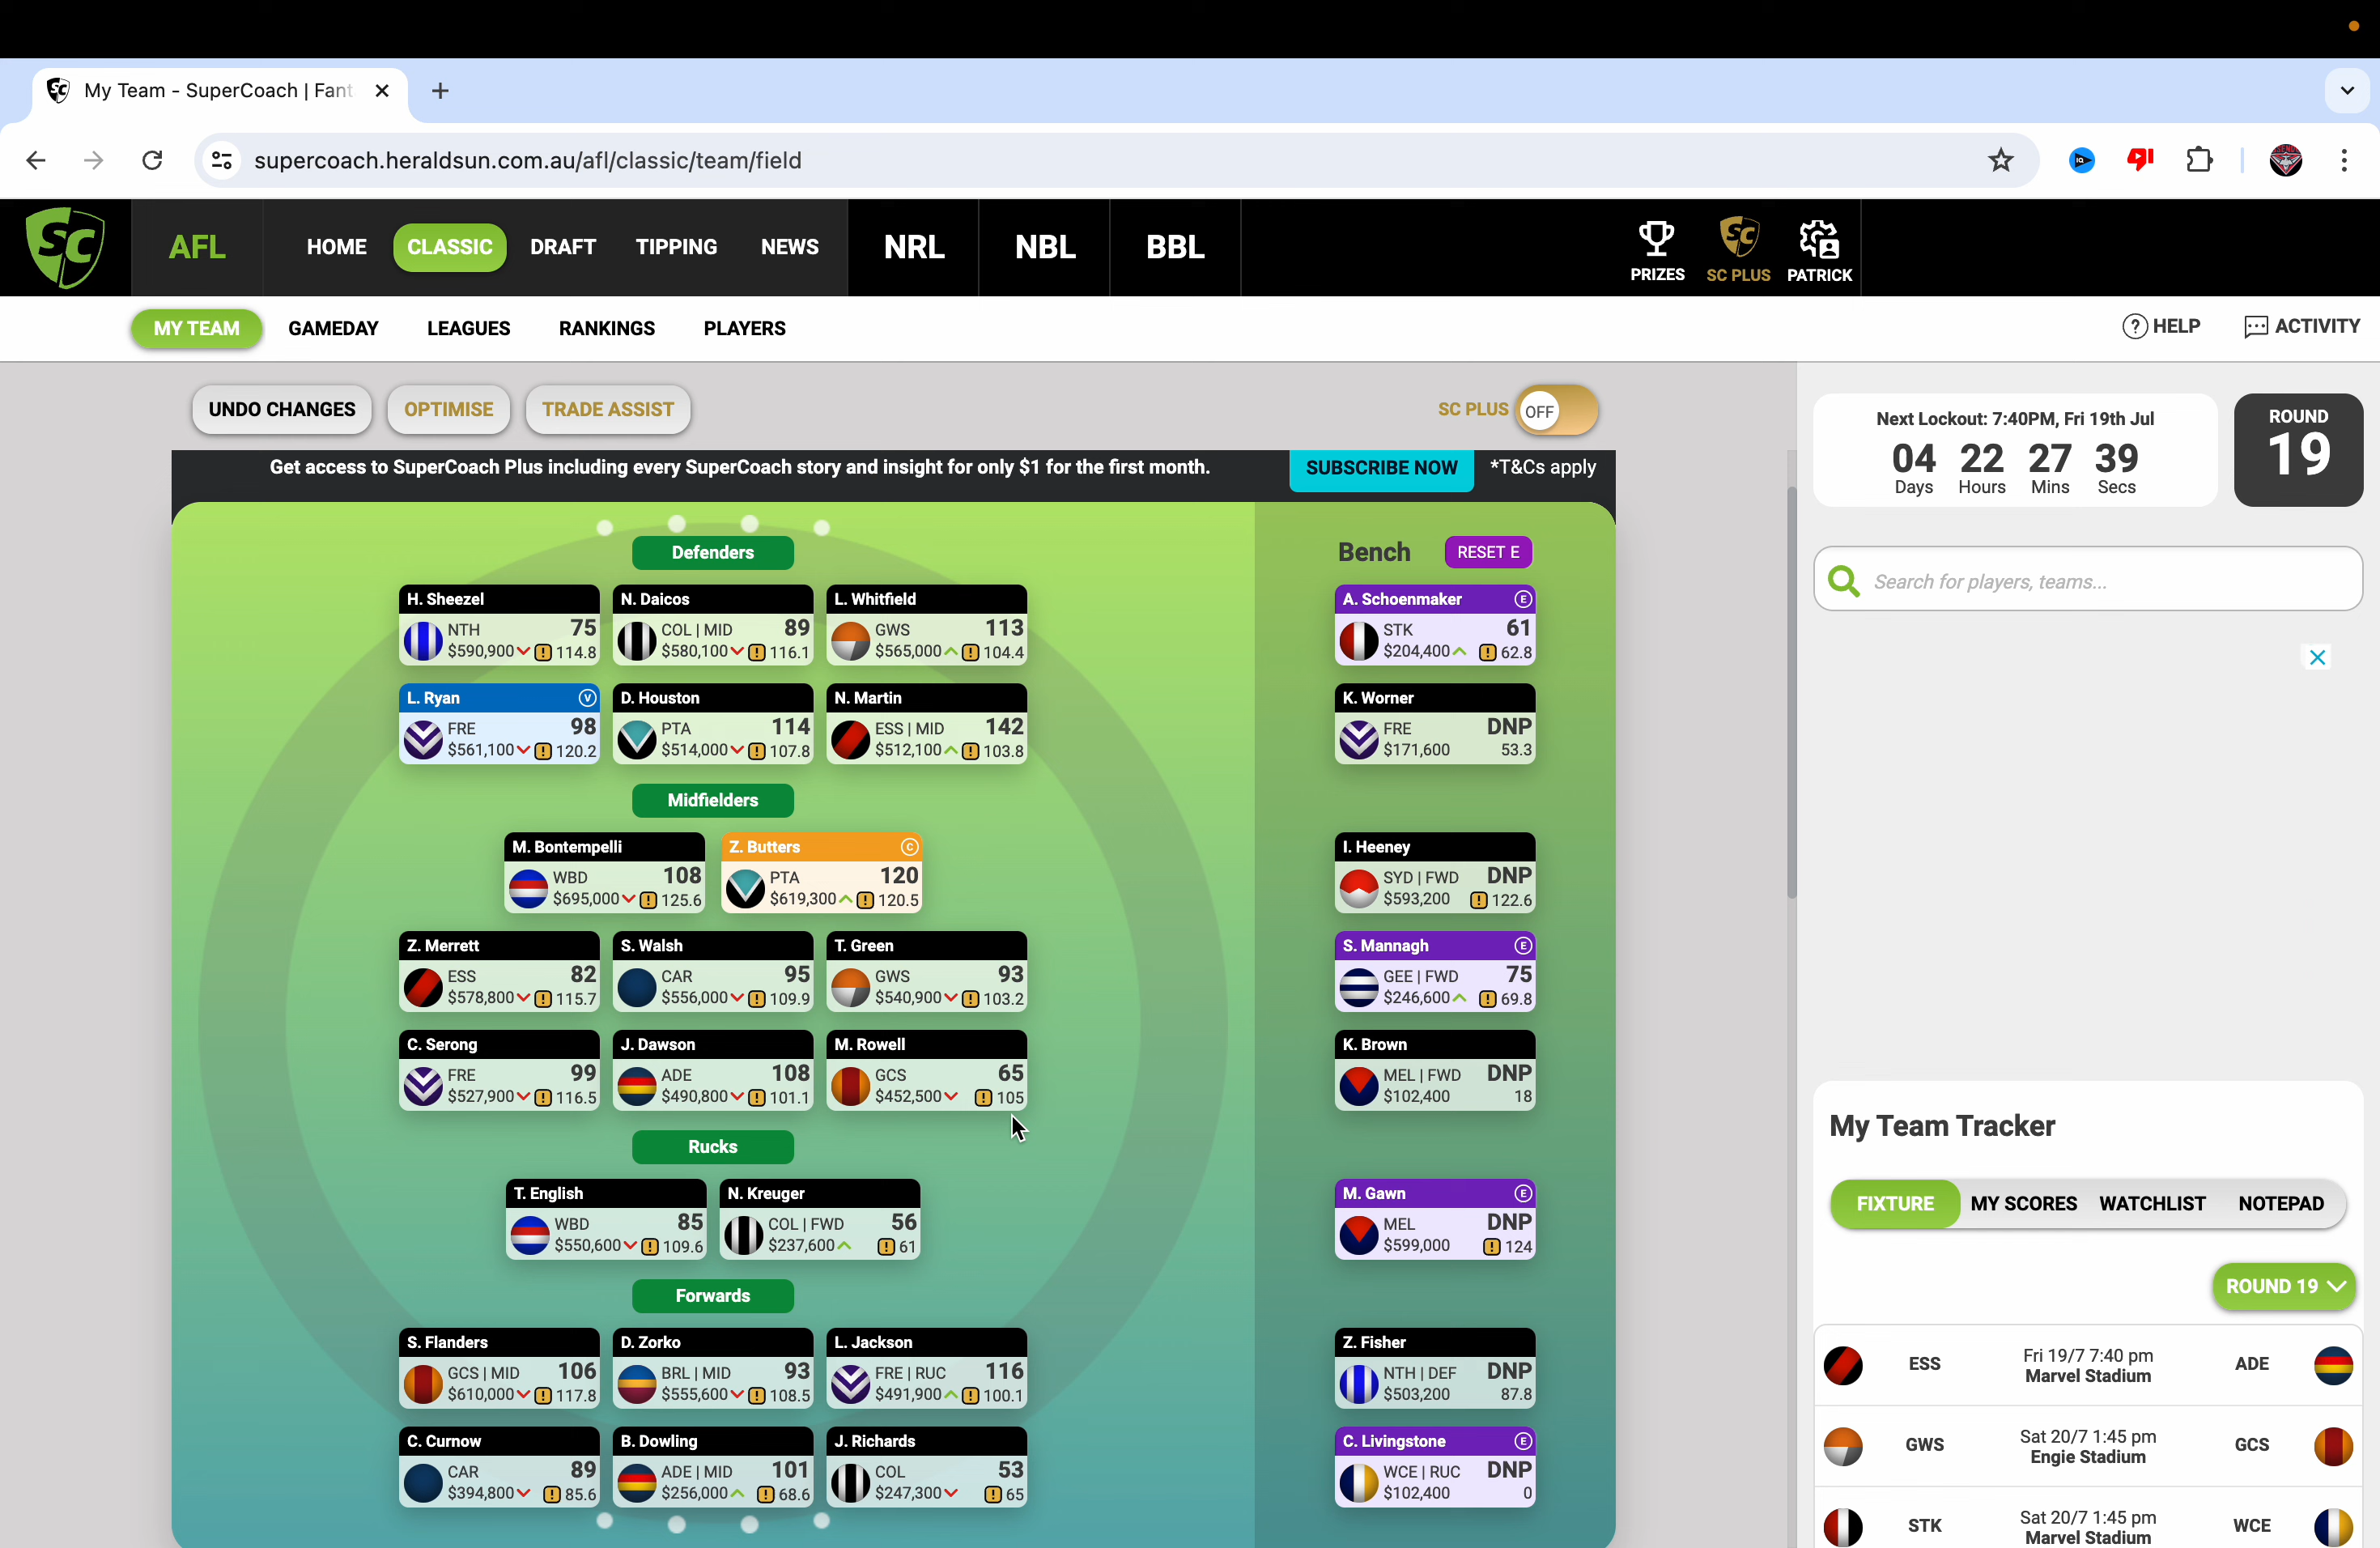 My Team - SuperCoach | Fant
supercoach.heraldsun.com.au/afl/classic/team/field
SC AFL HOME CLASSIC DRAFT TIPPING NEWS NRL NBL BBL PRIZES SC PLUS PATRICK
MY TEAM GAMEDAY LEAGUES RANKINGS PLAYERS ? HELP ACTIVITY
UNDO CHANGES OPTIMISE TRADE ASSIST SC PLUS OFF
Get access to SuperCoach Plus including every SuperCoach story and insight for only $1 for the first month. SUBSCRIBE NOW *T&Cs apply
Defenders
H. Sheezel N. Daicos L. Whitfield
NTH 75 COL | MID 89 GWS 113
$590,900 ! 114.8 $580,100 ! 116.1 $565,000 ! 104.4
L. Ryan V D. Houston N. Martin
FRE 98 PTA 114 ESS | MID 142
$561,100 ! 120.2 $514,000 ! 107.8 $512,100 ! 103.8
Midfielders
M. Bontempelli Z. Butters C
WBD 108 PTA 120
$695,000 ! 125.6 $619,300 ! 120.5
Z. Merrett S. Walsh T. Green
ESS 82 CAR 95 GWS 93
$578,800 ! 115.7 $556,000 ! 109.9 $540,900 ! 103.2
C. Serong J. Dawson M. Rowell
FRE 99 ADE 108 GCS 65
$527,900 ! 116.5 $490,800 ! 101.1 $452,500 ! 105
Rucks
T. English N. Kreuger
WBD 85 COL | FWD 56
$550,600 ! 109.6 $237,600 ! 61
Forwards
S. Flanders D. Zorko L. Jackson
GCS | MID 106 BRL | MID 93 FRE | RUC 116
$610,000 ! 117.8 $555,600 ! 108.5 $491,900 ! 100.1
C. Curnow B. Dowling J. Richards
CAR 89 ADE | MID 101 COL 53
$394,800 ! 85.6 $256,000 ! 68.6 $247,300 ! 65
Bench RESET E
A. Schoenmaker E
STK 61
$204,400 ! 62.8
K. Worner
FRE DNP
$171,600 53.3
I. Heeney
SYD | FWD DNP
$593,200 ! 122.6
S. Mannagh E
GEE | FWD 75
$246,600 ! 69.8
K. Brown
MEL | FWD DNP
$102,400 18
M. Gawn E
MEL DNP
$599,000 ! 124
Z. Fisher
NTH | DEF DNP
$503,200 87.8
C. Livingstone E
WCE | RUC DNP
$102,400 0
Next Lockout: 7:40PM, Fri 19th Jul
04 22 27 39
Days Hours Mins Secs
ROUND
19
Search for players, teams...
My Team Tracker
FIXTURE MY SCORES WATCHLIST NOTEPAD
ROUND 19
ESS Fri 19/7 7:40 pm ADE
Marvel Stadium
GWS Sat 20/7 1:45 pm GCS
Engie Stadium
STK Sat 20/7 1:45 pm WCE
Marvel Stadium